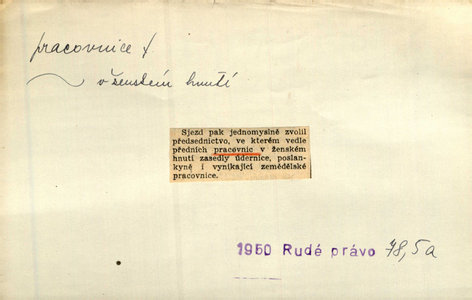 pracovnice f
v ženském hnutí
Sjezd pak jednomyslně zvolil
předsednictvo, ve kterém vedle
předních pracovnic v ženském
hnutí zasedly údernice, poslan-
kyně i vynikající zemědělské
pracovnice.
1950 Rudé právo 78,5a